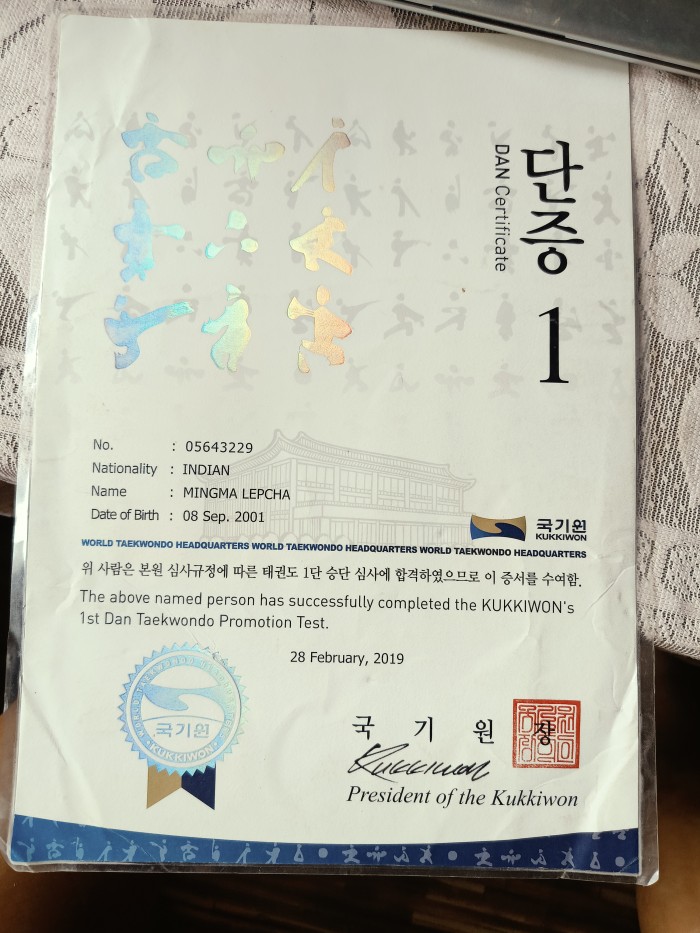 단증
DAN Certificate
1
No. : 05643229
Nationality : INDIAN
Name : MINGMA LEPCHA
Date of Birth : 08 Sep. 2001
국기원
KUKKIWON
WORLD TAEKWONDO HEADQUARTERS WORLD TAEKWONDO HEADQUARTERS WORLD TAEKWONDO HEADQUARTERS
위 사람은 본원 심사규정에 따른 태권도 1단 승단 심사에 합격하였으므로 이 증서를 수여함.
The above named person has successfully completed the KUKKIWON's
1st Dan Taekwondo Promotion Test.
28 February, 2019
국기원
KUKKIWON
국 기 원 장
Kukkiwon
President of the Kukkiwon